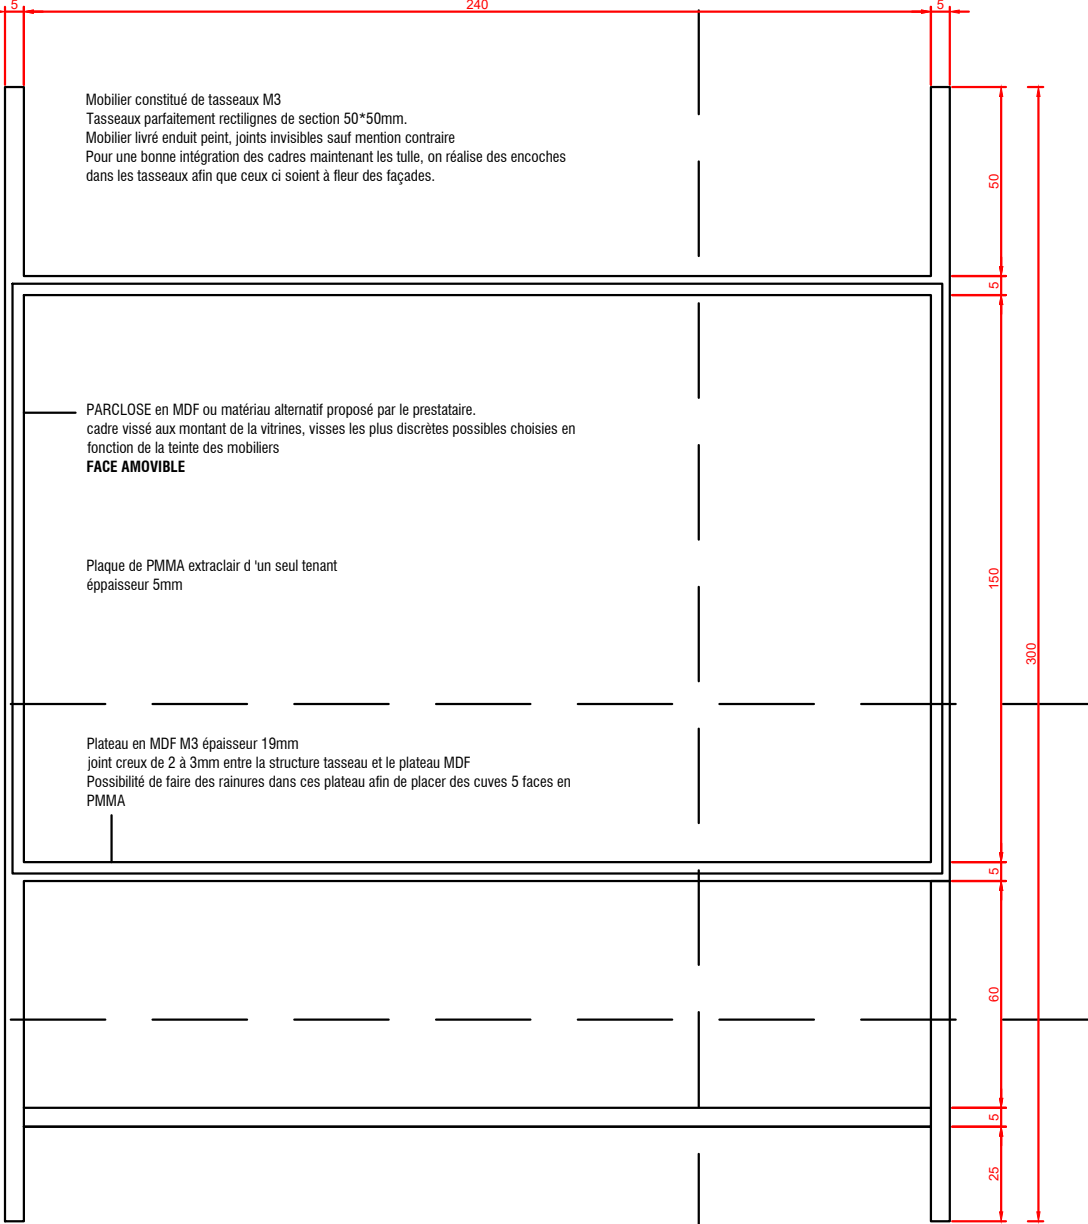 5
240
5
Mobilier constitué de tasseaux M3
Tasseaux parfaitement rectilignes de section 50*50mm.
Mobilier livré enduit peint, joints invisibles sauf mention contraire
Pour une bonne intégration des cadres maintenant les tulle, on réalise des encoches
dans les tasseaux afin que ceux ci soient à fleur des façades.
50
5
PARCLOSE en MDF ou matériau alternatif proposé par le prestataire.
cadre vissé aux montant de la vitrines, visses les plus discrètes possibles choisies en
fonction de la teinte des mobiliers
FACE AMOVIBLE
Plaque de PMMA extraclair d 'un seul tenant
éppaisseur 5mm
150
300
Plateau en MDF M3 épaisseur 19mm
joint creux de 2 à 3mm entre la structure tasseau et le plateau MDF
Possibilité de faire des rainures dans ces plateau afin de placer des cuves 5 faces en
PMMA
5
60
5
25